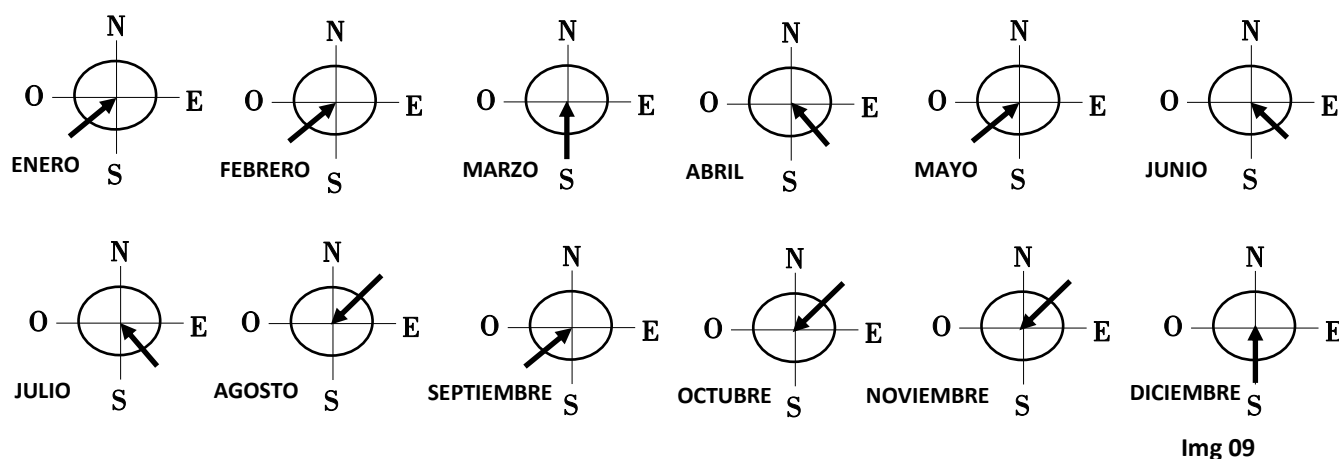 N
O E
S
ENERO
N
O E
S
FEBRERO
N
O E
S
MARZO
N
O E
S
ABRIL
N
O E
S
MAYO
N
O E
S
JUNIO
N
O E
S
JULIO
N
O E
S
AGOSTO
N
O E
S
SEPTIEMBRE
N
O E
S
OCTUBRE
N
O E
S
NOVIEMBRE
N
O E
S
DICIEMBRE
Img 09